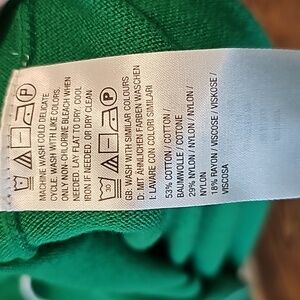 MACHINE WASH COLD DELICATE
CYCLE. WASH WITH LIKE COLORS.
ONLY NON-CHLORINE BLEACH WHEN
NEEDED. LAY FLAT TO DRY. COOL
IRON IF NEEDED. OR DRY CLEAN
P
30
P
GB: WASH WITH SIMILAR COLOURS
D: MIT ÄHNLICHEN FARBEN WASCHEN
I: LAVARE CON COLORI SIMILARI
53% COTTON / COTTON /
BAUMWOLLE / COTONE
29% NYLON / NYLON / NYLON /
NYLON
18% RAYON / VISCOSE / VISKOSE /
VISCOSA